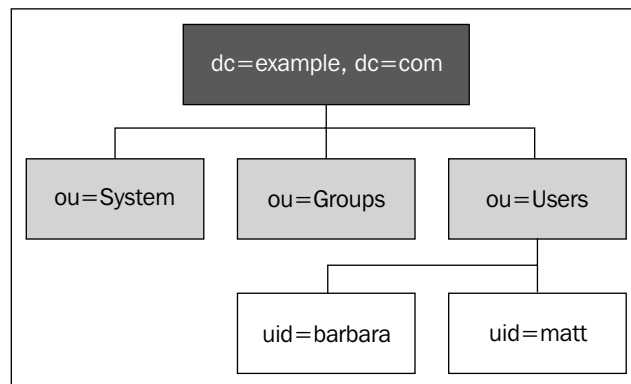 dc=example, dc=com
ou=System
ou=Groups
ou=Users
uid=barbara
uid=matt